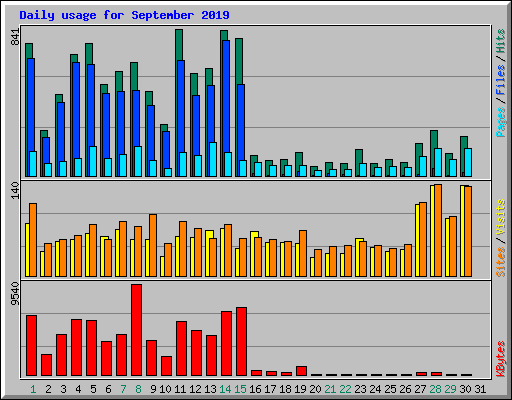 Daily usage for September 2019
841
Pages/Files/Hits
140
Sites/Visits
9540
KBytes
1 2 3 4 5 6 7 8 9 10 11 12 13 14 15 16 17 18 19 20 21 22 23 24 25 26 27 28 29 30 31